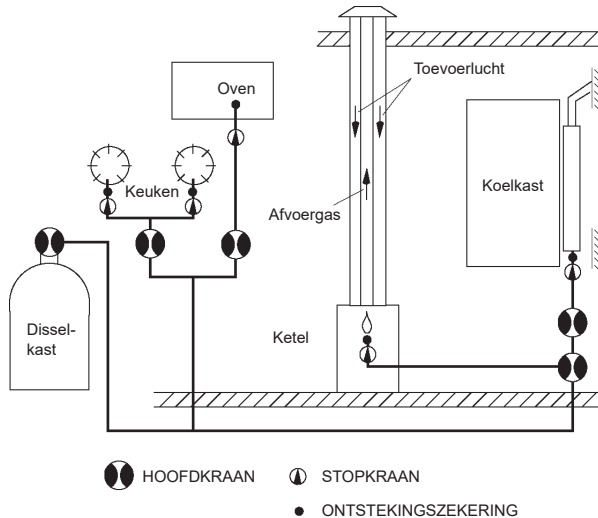 Oven
Toevoerlucht
Keuken
Koelkast
Afvoergas
Dissel-
kast
Ketel
HOOFDKRAAN
STOPKRAAN
ONTSTEKINGSZEKERING